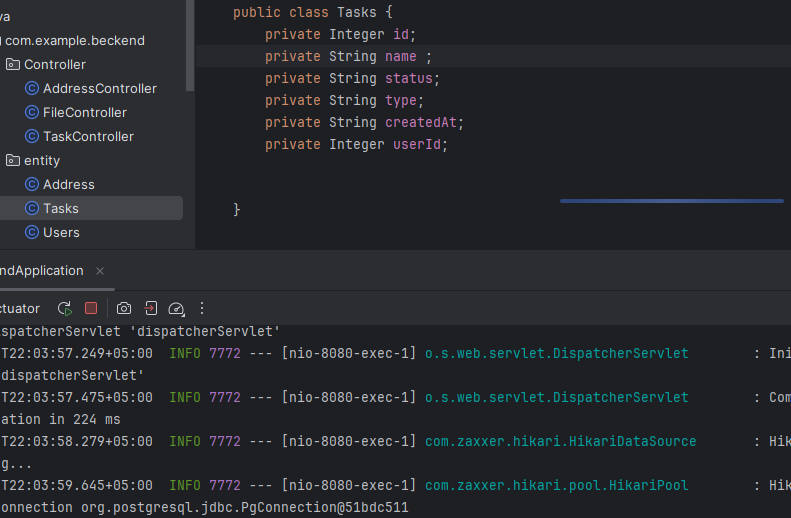 va
com.example.beckend
Controller
AddressController
FileController
TaskController
entity
Address
Tasks
Users
public class Tasks {
private Integer id;
private String name ;
private String status;
private String type;
private String createdAt;
private Integer userId;
}
ndApplication ×
ctuator
spatcherServlet 'dispatcherServlet'
T22:03:57.249+05:00  INFO 7772 --- [nio-8080-exec-1] o.s.web.servlet.DispatcherServlet        : Ini
dispatcherServlet'
T22:03:57.475+05:00  INFO 7772 --- [nio-8080-exec-1] o.s.web.servlet.DispatcherServlet        : Com
ation in 224 ms
T22:03:58.279+05:00  INFO 7772 --- [nio-8080-exec-1] com.zaxxer.hikari.HikariDataSource       : Hik
g...
T22:03:59.645+05:00  INFO 7772 --- [nio-8080-exec-1] com.zaxxer.hikari.pool.HikariPool        : Hik
onnection org.postgresql.jdbc.PgConnection@51bdc511